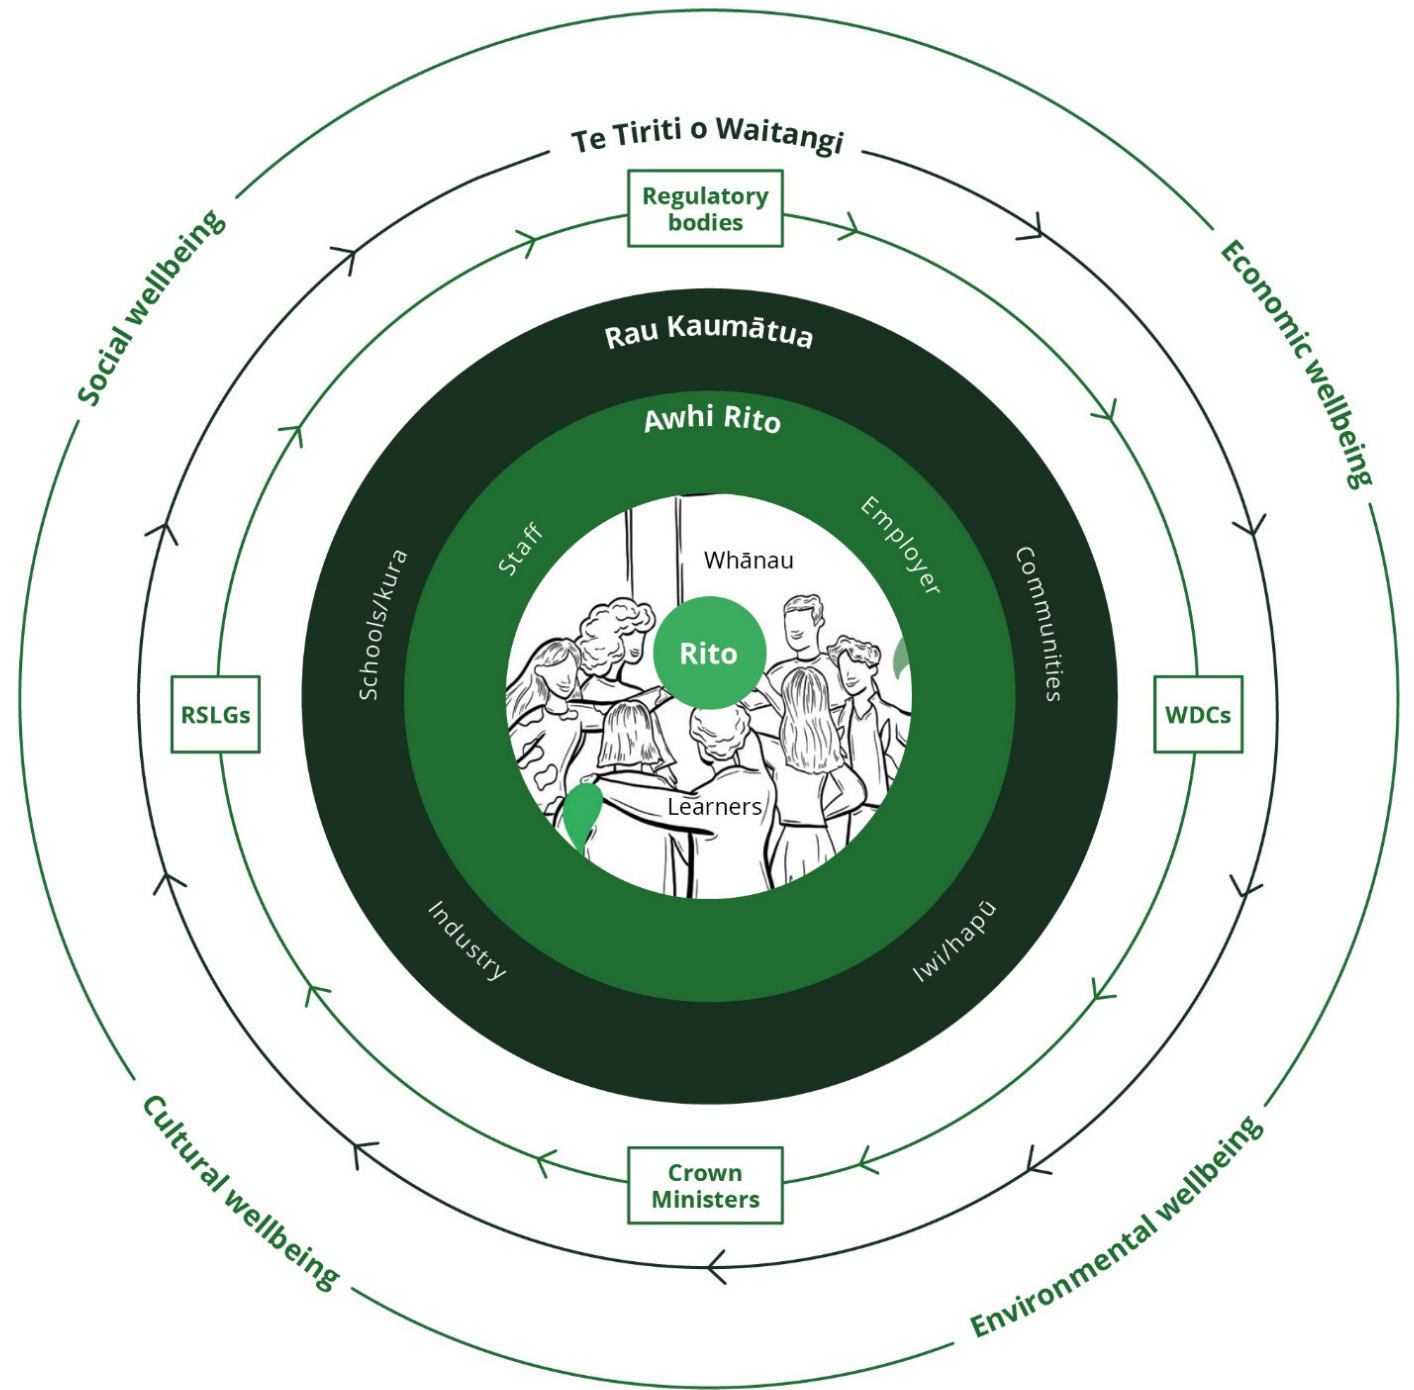 Te Tiriti o Waitangi
Regulatory
bodies
Social wellbeing
Economic wellbeing
Rau Kaumātua
Awhi Rito
Staff
Employer
Whānau
Schools/kura
Communities
Rito
RSLGs
WDCs
Learners
Industry
Iwi/hapū
Crown
Ministers
Cultural wellbeing
Environmental wellbeing